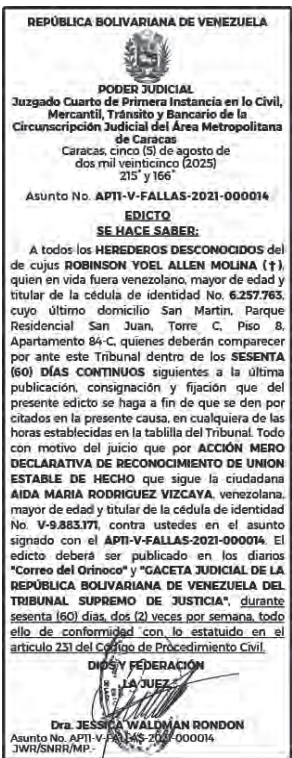 REPÚBLICA BOLIVARIANA DE VENEZUELA
PODER JUDICIAL
Juzgado Cuarto de Primera Instancia en lo Civil,
Mercantil, Tránsito y Bancario de la
Circunscripción Judicial del Área Metropolitana
de Caracas
Caracas, cinco (5) de agosto de
dos mil veinticinco (2025)
215° y 166°
Asunto No. AP11-V-FALLAS-2021-000014
EDICTO
SE HACE SABER:
A todos los HEREDEROS DESCONOCIDOS del
de cujus ROBINSON YOEL ALLEN MOLINA (†),
quien en vida fuera venezolano, mayor de edad y
titular de la cédula de identidad No. 6.257.763,
cuyo último domicilio San Martin, Parque
Residencial San Juan, Torre C, Piso 8,
Apartamento 84-C, quienes deberán comparecer
por ante este Tribunal dentro de los SESENTA
(60) DÍAS CONTINUOS siguientes a la última
publicación, consignación y fijación que del
presente edicto se haga a fin de que se den por
citados en la presente causa, en cualquiera de las
horas establecidas en la tablilla del Tribunal. Todo
con motivo del juicio que por ACCIÓN MERO
DECLARATIVA DE RECONOCIMIENTO DE UNION
ESTABLE DE HECHO que sigue la ciudadana
AIDA MARIA RODRIGUEZ VIZCAYA, venezolana,
mayor de edad y titular de la cédula de identidad
No. V-9.883.171, contra ustedes en el asunto
signado con el AP11-V-FALLAS-2021-000014. El
edicto deberá ser publicado en los diarios
"Correo del Orinoco" y "GACETA JUDICIAL DE LA
REPÚBLICA BOLIVARIANA DE VENEZUELA DEL
TRIBUNAL SUPREMO DE JUSTICIA", durante
sesenta (60) días, dos (2) veces por semana, todo
ello de conformidad con lo estatuido en el
articulo 231 del Código de Procedimiento Civil.
DIOS Y FEDERACIÓN
LA JUEZ.-
Dra. JESSICA WALDMAN RONDON
Asunto No. AP11-V-FALLAS-2021-000014
JWR/SNRR/MP.-